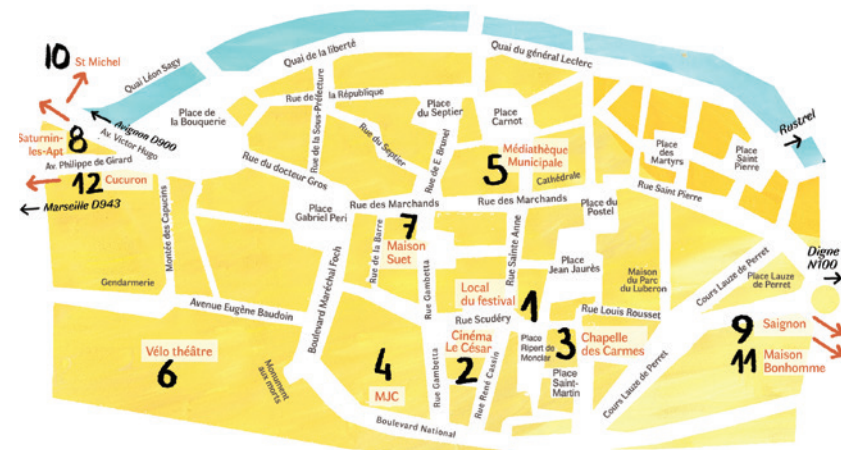 10
St Michel
Quai Léon Sagy
Quai de la liberté
Quai du général Leclerc
Rue de la République
Rue de la Sous-Préfecture
Place de
la Bouquerie
Place
du Septier
Place
Carnot
Avignon D900
Av. Victor Hugo
8
Saturnin-
les-Apt
Av. Philippe de Girard
12
Cucuron
Marseille D943
Rue du Septier
Rue de E. Brunel
5
Médiathèque
Municipale
Cathédrale
Place
des
Martyrs
Place
Saint
Pierre
Rustrel
Rue Saint Pierre
Rue du docteur Gros
Rue des Marchands
Rue des Marchands
Place
Gabriel Peri
Place du
Postel
Montée des Capucins
Gendarmerie
7
Maison
Suet
Rue de la Barre
Rue Gambetta
Rue Sainte Anne
Place
Jean Jaurès
Maison
du Parc
du Luberon
Cours Lauze de Perret
Place Lauze
de Perret
Digne
N100
Avenue Eugène Baudoin
Boulevard Maréchal Foch
Local
du festival
1
Rue Scudéry
Rue Louis Rousset
Vélo théâtre
6
Monument
aux morts
4
MJC
Cinéma
Le César
2
Rue Gambetta
Rue René Cassin
Place
Ripert de
Monclar
3
Chapelle
des Carmes
Place
Saint-
Martin
Cours Lauze de Perret
9
Saignon
11
Maison
Bonhomme
Boulevard National